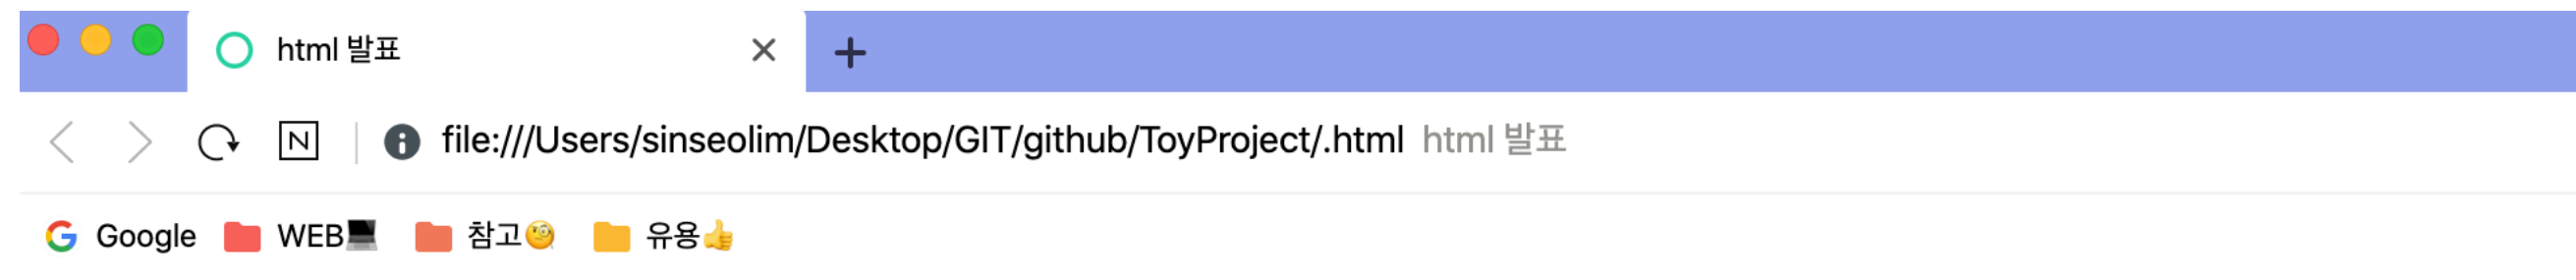 html 발표
N file:///Users/sinseolim/Desktop/GIT/github/ToyProject/.html html 발표
Google WEB💻 참고🧐 유용👍